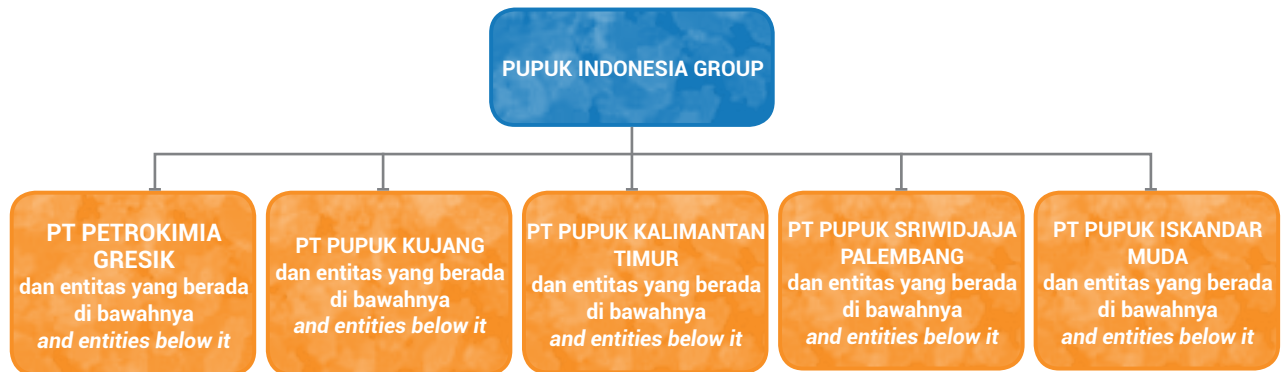 PUPUK INDONESIA GROUP
PT PETROKIMIA
GRESIK
dan entitas yang berada
di bawahnya
and entities below it
PT PUPUK KUJANG
dan entitas yang berada
di bawahnya
and entities below it
PT PUPUK KALIMANTAN
TIMUR
dan entitas yang berada
di bawahnya
and entities below it
PT PUPUK SRIWIDJAJA
PALEMBANG
dan entitas yang berada
di bawahnya
and entities below it
PT PUPUK ISKANDAR
MUDA
dan entitas yang berada
di bawahnya
and entities below it